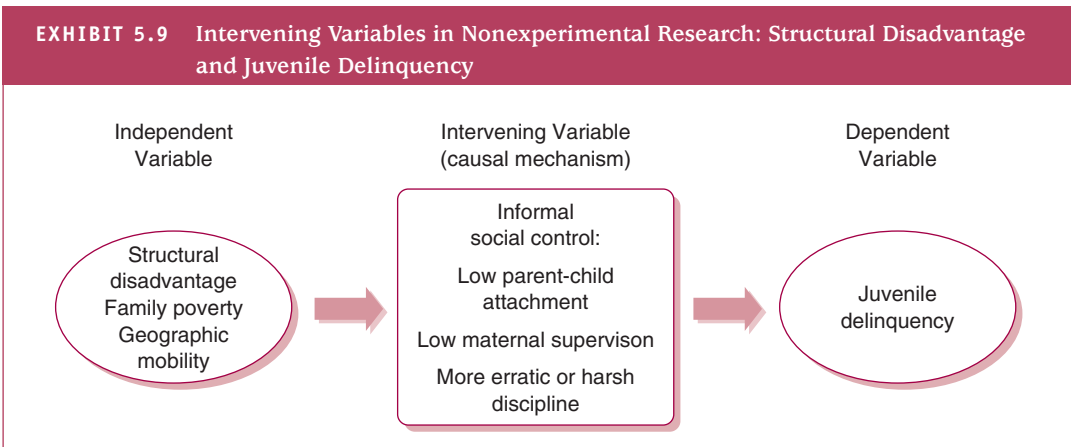 EXHIBIT 5.9 Intervening Variables in Nonexperimental Research: Structural Disadvantage
and Juvenile Delinquency
Independent
Variable
Structural
disadvantage
Family poverty
Geographic
mobility
Intervening Variable
(causal mechanism)
Informal
social control:
Low parent-child
attachment
Low maternal supervison
More erratic or harsh
discipline
Dependent
Variable
Juvenile
delinquency